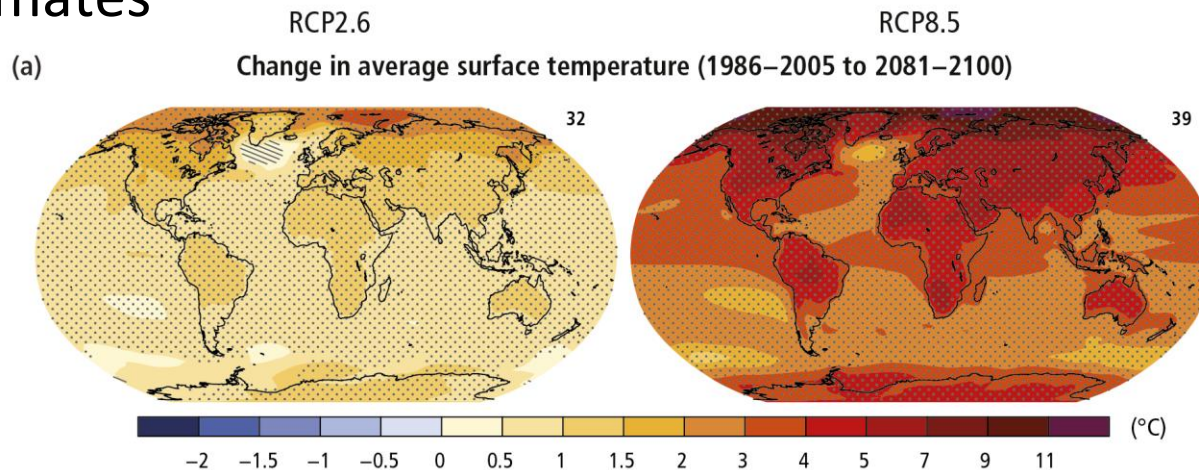 mates
RCP2.6 RCP8.5
(a) Change in average surface temperature (1986–2005 to 2081–2100)
32 39
(°C)
−2 −1.5 −1 −0.5 0 0.5 1 1.5 2 3 4 5 7 9 11